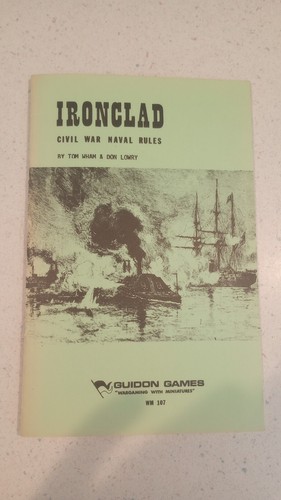 IRONCLAD
CIVIL WAR NAVAL RULES
BY TOM WHAM & DON LOWRY
GUIDON GAMES
"WARGAMING WITH MINIATURES"
WM 107